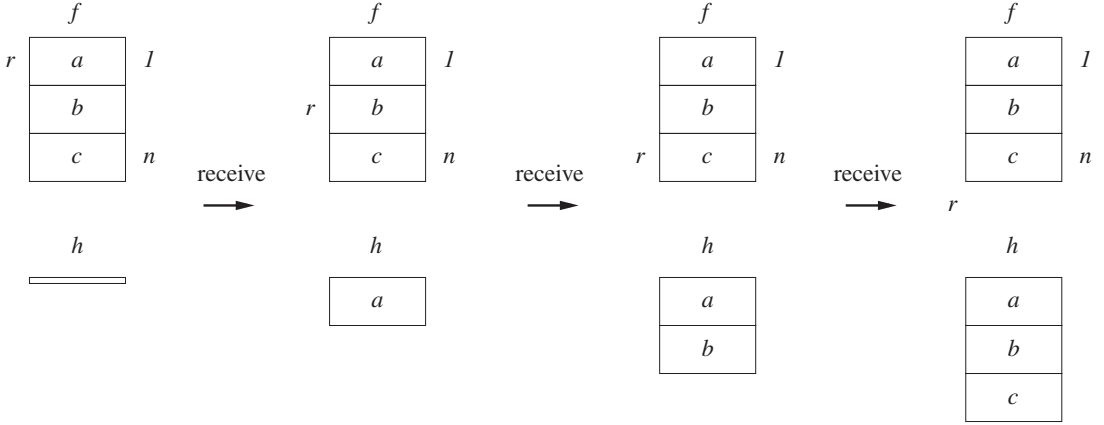 f f f f
r a 1 a 1 a 1 a 1
b r b b b
c n c n r c n c n
receive receive receive
r
h h h h
a a a
b b
c